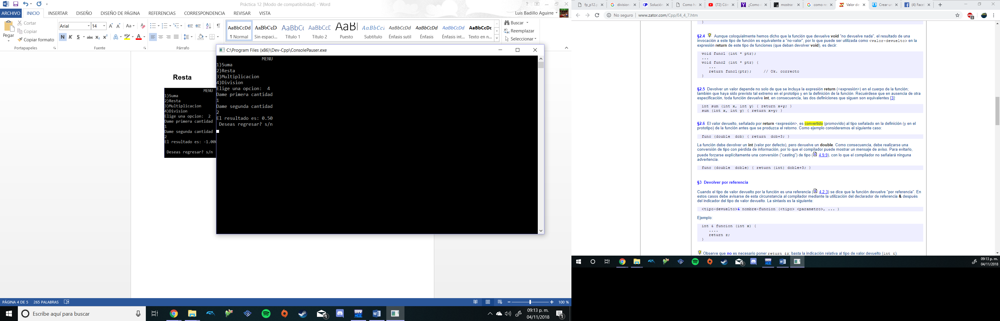 Práctica 12 [Modo de compatibilidad] - Word
ARCHIVO INICIO INSERTAR DISEÑO DISEÑO DE PÁGINA REFERENCIAS CORRESPONDENCIA REVISAR VISTA
Luis Badillo Aguirre
Pegar
Cortar
Copiar
Copiar formato
Portapapeles
Arial 14
Aa
N K S abc x₂ x²
Fuente
Párrafo
AaBbCcDd AaBbCcD AaBbCc AaBbCcC AaBl AaBbCcl AaBbCcDd AaBbCcDd AaBbCcDd AaBbCcDc
¶ Normal Sin espaci... Título 1 Título 2 Puesto Subtítulo Énfasis sutil Énfasis Énfasis int... Texto en n...
Buscar
Reemplazar
Seleccionar
Resta
MENU
1)Suma
2)Resta
3)Multiplicacion
4)Division
Elige una opcion: 2
Dame primera cantidad
1
Dame segunda cantidad
2
El resultado es: -1.000
Deseas regresar? s/n
C:\Program Files (x86)\Dev-Cpp\ConsolePauser.exe
MENU
1)Suma
2)Resta
3)Multiplicacion
4)Division
Elige una opcion: 4
Dame primera cantidad
1
Dame segunda cantidad
2
El resultado es: 0.50
Deseas regresar? s/n
PÁGINA 4 DE 5 265 PALABRAS
100 %
Escribe aquí para buscar
09:13 p. m.
04/11/2018
fp_p12.p
division
Solución
Como ha
(72) Cóm
¿Como c
mostrar
como re
Valor de
Crear un
(4) Facel
No seguro | www.zator.com/Cpp/E4_4_7.htm
}
§2.4 Aunque coloquialmente hemos dicho que la función que devuelve void "no devuelve nada", el resultado de una
invocación a este tipo de función es equivalente a "no-valor", por lo que puede ser utilizada como <valor-devuelto> en la
expresión return de este tipo de funciones (que deban devolver void), es decir:
void func1 (int * ptr);
...
void func2 (int * ptr) {
...
return func1(ptr); // Ok. correcto
}
§2.5 Devolver un valor depende no solo de que se incluya la expresión return (<expresión>) en el cuerpo de la función;
también que haya sido previsto tal extremo en el prototipo y en la definición de la función. Recuérdese que en ausencia de otra
especificación, toda función devuelve int, en consecuencia, las dos definiciones que siguen son equivalentes [3]:
int sum (int x, int y) { return x+y; }
sum (int x, int y) { return x+y; }
§2.6 El valor devuelto, señalado por return <expresión>, es convertido (promovido) al tipo señalado en la definición (y en el
prototipo) de la función antes que se produzca el retorno. Como ejemplo consideremos el siguiente caso:
func (double dob) { return dob+3; }
La función debe devolver un int (valor por defecto), pero devuelve un double. Como consecuencia, debe realizarse una
conversión de tipo con pérdida de información, por lo que el compilador puede mostrar un mensaje de aviso. Para evitarlo,
puede forzarse explícitamente una conversión ("casting") de tipo ( 4.9.9), con lo que el compilador no señalará ninguna
advertencia.
func (double doble) { return (int) doble+3; }
§3 Devolver por referencia
Cuando el tipo de valor devuelto por la función es una referencia ( 4.2.3) se dice que la función devuelve "por referencia". En
estos casos debe avisarse de esta circunstancia al compilador mediante la utilización del declarador de referencia & después
del indicador del tipo de valor devuelto. La sintaxis es la siguiente:
<tipo-devuelto>& nombre-funcion (<tipo> <parametro>, ... )
Ejemplo:
int & funcion (int x) {
....
return z;
}
Observe que no es necesario poner return &z; basta la indicación relativa al tipo de valor devuelto (int &).
09:13 p. m.
04/11/2018